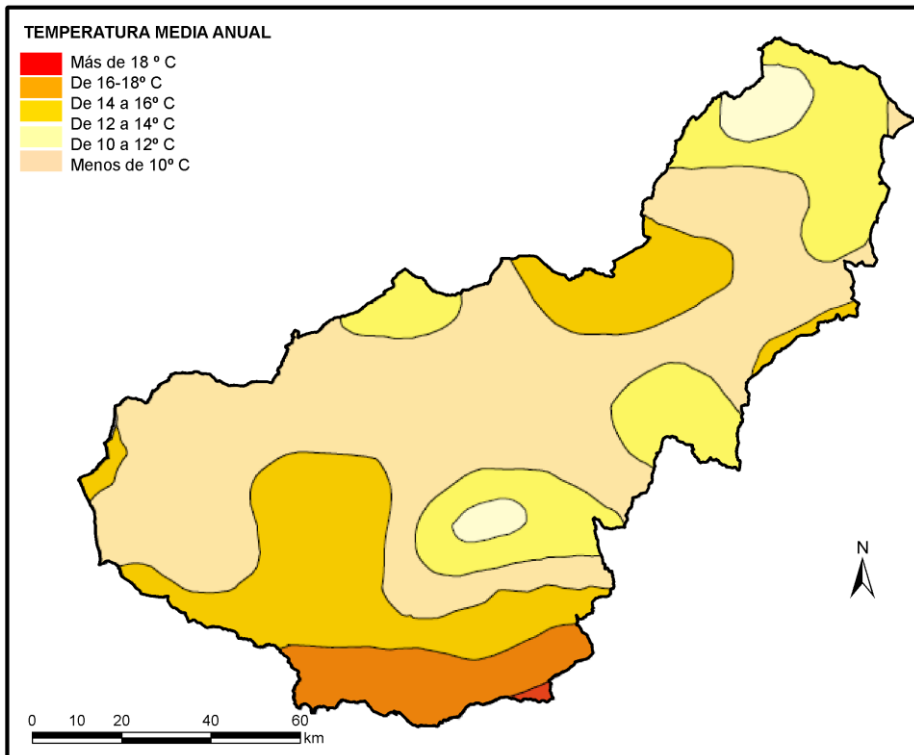 TEMPERATURA MEDIA ANUAL
Más de 18 º C
De 16-18º C
De 14 a 16º C
De 12 a 14º C
De 10 a 12º C
Menos de 10º C
N
0 10 20 40 60
km